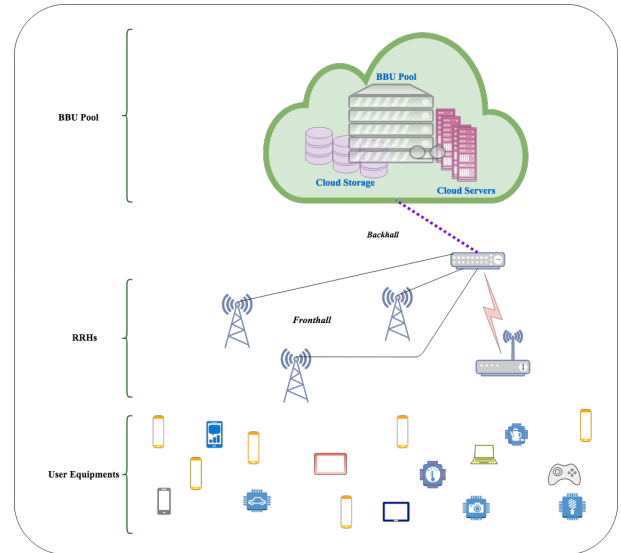 BBU Pool
BBU Pool
Cloud Storage
Cloud Servers
Backhall
Fronthall
RRHs
User Equipments